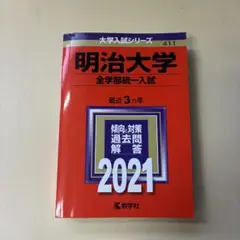 大学入試シリーズ
411
明治大学
全学部統一入試
最近3カ年
傾向と対策
過去問
解答
2021
教学社